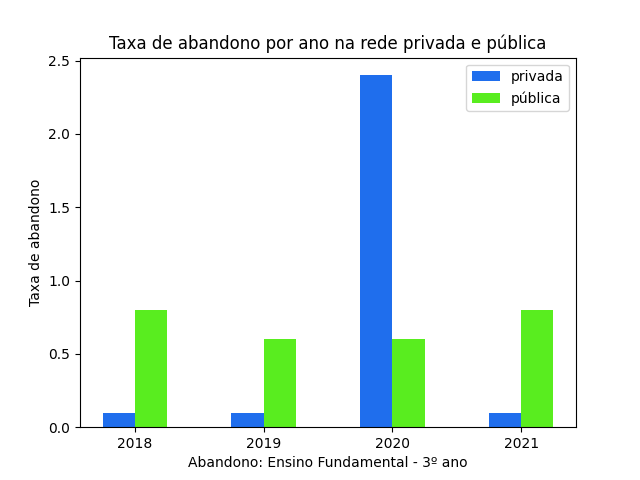 Taxa de abandono por ano na rede privada e pública
privada
pública
2.5
2.0
1.5
1.0
0.5
0.0
Taxa de abandono
2018 2019 2020 2021
Abandono: Ensino Fundamental - 3º ano